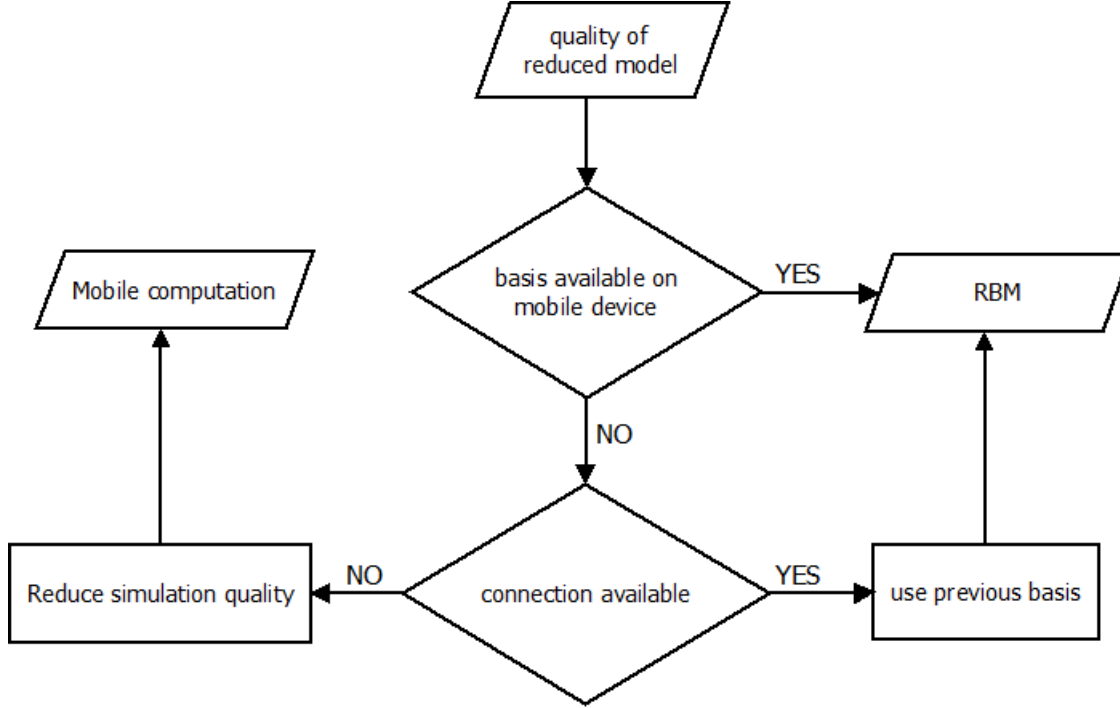 quality of
reduced model
basis available on
mobile device
YES
RBM
Mobile computation
NO
connection available
YES
use previous basis
NO
Reduce simulation quality